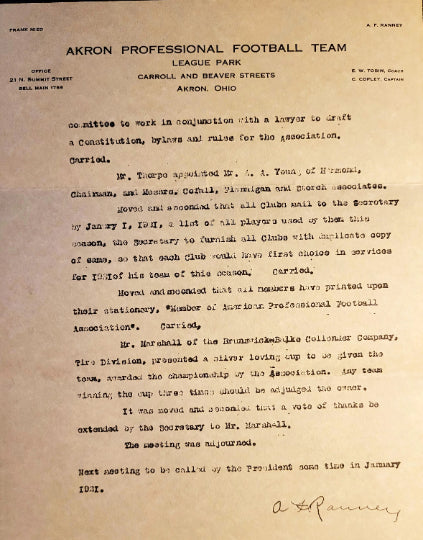 FRANK NIED
A. F. RANNEY
AKRON PROFESSIONAL FOOTBALL TEAM
LEAGUE PARK
CARROLL AND BEAVER STREETS
AKRON, OHIO
OFFICE
21 N. SUMMIT STREET
BELL MAIN 1786
E. W. TOBIN, COACH
C. COPLEY, CAPTAIN
committee to work in conjunction with a lawyer to draft
a Constitution, bylaws and rules for the Association.
Carried.
Mr. Thorpe appointed Mr. A. A. Young of Hammond,
Chairman, and Messrs. Cofall, Flannigan and Storck associates.
Moved and seconded that all Clubs mail to the Secretary
by January 1, 1921, a list of all players used by them this
season, the Secretary to furnish all Clubs with duplicate copy
of same, so that each Club would have first choice in services
for 1921of his team of this season. Carried.
Moved and seconded that all members have printed upon
their stationary, "Member of American Professional Football
Association". Carried,
Mr. Marshall of the Brunswick-Balke Collender Company,
Tire Division, presented a silver loving cup to be given the
team, awarded the championship by the Association. Any team
winning the cup three times should be adjudged the owner.
It was moved and seconded that a vote of thanks be
extended by the Secretary to Mr. Marshall.
The meeting was adjourned.
Next meeting to be called by the President some time in January
1921.
A F Ranney